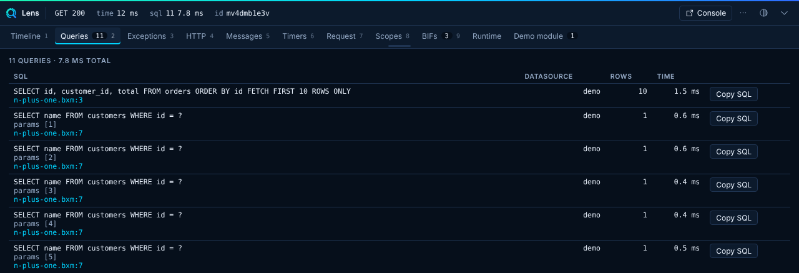 Lens GET 200 time 12 ms sql 11 7.8 ms id mv4dmb1e3v Console ...
Timeline 1 Queries 11 2 Exceptions 3 HTTP 4 Messages 5 Timers 6 Request 7 Scopes 8 BIFs 3 9 Runtime Demo module 1
11 QUERIES · 7.8 MS TOTAL
SQL DATASOURCE ROWS TIME
SELECT id, customer_id, total FROM orders ORDER BY id FETCH FIRST 10 ROWS ONLY demo 10 1.5 ms Copy SQL
n-plus-one.bxm:3
SELECT name FROM customers WHERE id = ? demo 1 0.6 ms Copy SQL
params [1]
n-plus-one.bxm:7
SELECT name FROM customers WHERE id = ? demo 1 0.6 ms Copy SQL
params [2]
n-plus-one.bxm:7
SELECT name FROM customers WHERE id = ? demo 1 0.4 ms Copy SQL
params [3]
n-plus-one.bxm:7
SELECT name FROM customers WHERE id = ? demo 1 0.4 ms Copy SQL
params [4]
n-plus-one.bxm:7
SELECT name FROM customers WHERE id = ? demo 1 0.5 ms Copy SQL
params [5]
n-plus-one.bxm:7